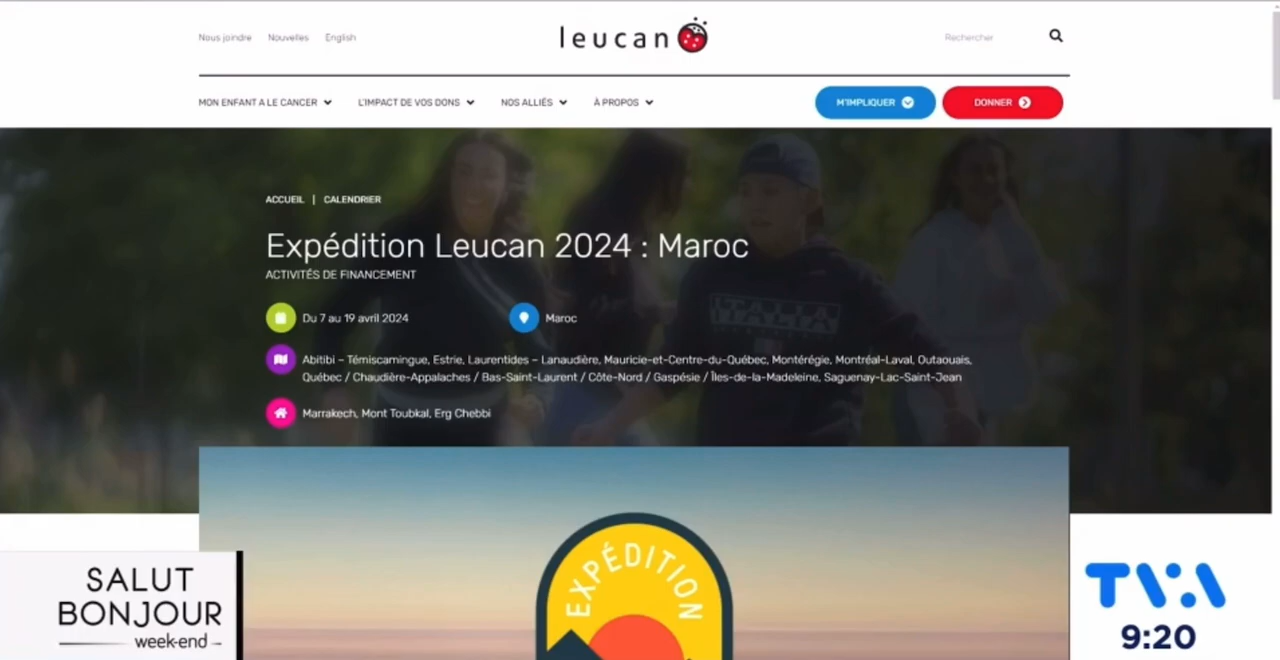 Nous joindre Nouvelles English
leucan
Rechercher
MON ENFANT A LE CANCER L'IMPACT DE VOS DONS NOS ALLIÉS À PROPOS M'IMPLIQUER DONNER
ACCUEIL | CALENDRIER
Expédition Leucan 2024 : Maroc
ACTIVITÉS DE FINANCEMENT
Du 7 au 19 avril 2024 Maroc
Abitibi – Témiscamingue, Estrie, Laurentides – Lanaudière, Mauricie-et-Centre-du-Québec, Montérégie, Montréal-Laval, Outaouais,
Québec / Chaudière-Appalaches / Bas-Saint-Laurent / Côte-Nord / Gaspésie / Îles-de-la-Madeleine, Saguenay-Lac-Saint-Jean
Marrakech, Mont Toubkal, Erg Chebbi
ITALIA
EXPÉDITION
SALUT
BONJOUR
week-end
TVA
9:20